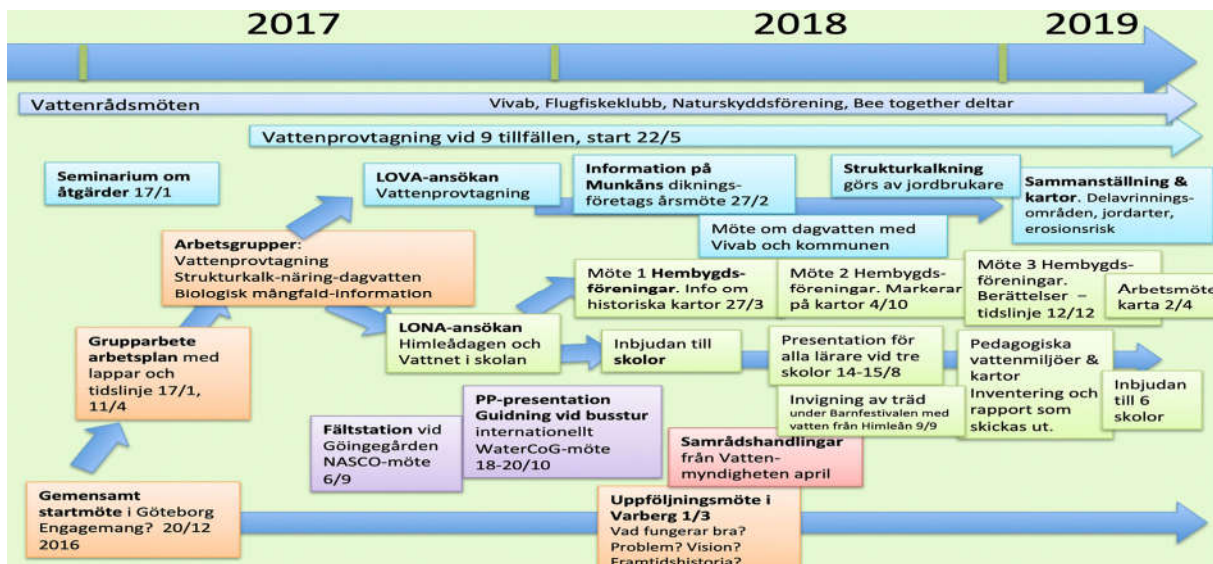 2017
2018
2019
Vattenrådsmöten
Vivab, Flugfiskeklubb, Naturskyddsförening, Bee together deltar
Vattenprovtagning vid 9 tillfällen, start 22/5
Seminarium om
åtgärder 17/1
LOVA-ansökan
Vattenprovtagning
Information på
Munkåns diknings-
företags årsmöte 27/2
Strukturkalkning
görs av jordbrukare
Sammanställning &
kartor. Delavrinnings-
områden, jordarter,
erosionsrisk
Möte om dagvatten med
Vivab och kommunen
Arbetsgrupper:
Vattenprovtagning
Strukturkalk-näring-dagvatten
Biologisk mångfald-information
Möte 1 Hembygds-
föreningar. Info om
historiska kartor 27/3
Möte 2 Hembygds-
föreningar. Markerar
på kartor 4/10
Möte 3 Hembygds-
föreningar.
Berättelser –
tidslinje 12/12
Arbetsmöte
karta 2/4
Grupparbete
arbetsplan med
lappar och
tidslinje 17/1,
11/4
LONA-ansökan
Himleådagen och
Vattnet i skolan
Inbjudan till
skolor
Presentation för
alla lärare vid tre
skolor 14-15/8
Pedagogiska
vattenmiljöer &
kartor
Inventering och
rapport som
skickas ut.
Inbjudan
till 6
skolor
Invigning av träd
under Barnfestivalen med
vatten från Himleån 9/9
Fältstation vid
Göingegården
NASCO-möte
6/9
PP-presentation
Guidning vid busstur
internationellt
WaterCoG-möte
18-20/10
Samrådshandlingar
från Vatten-
myndigheten april
Gemensamt
startmöte i Göteborg
Engagemang? 20/12
2016
Uppföljningsmöte i
Varberg 1/3
Vad fungerar bra?
Problem? Vision?
Framtidshistoria?